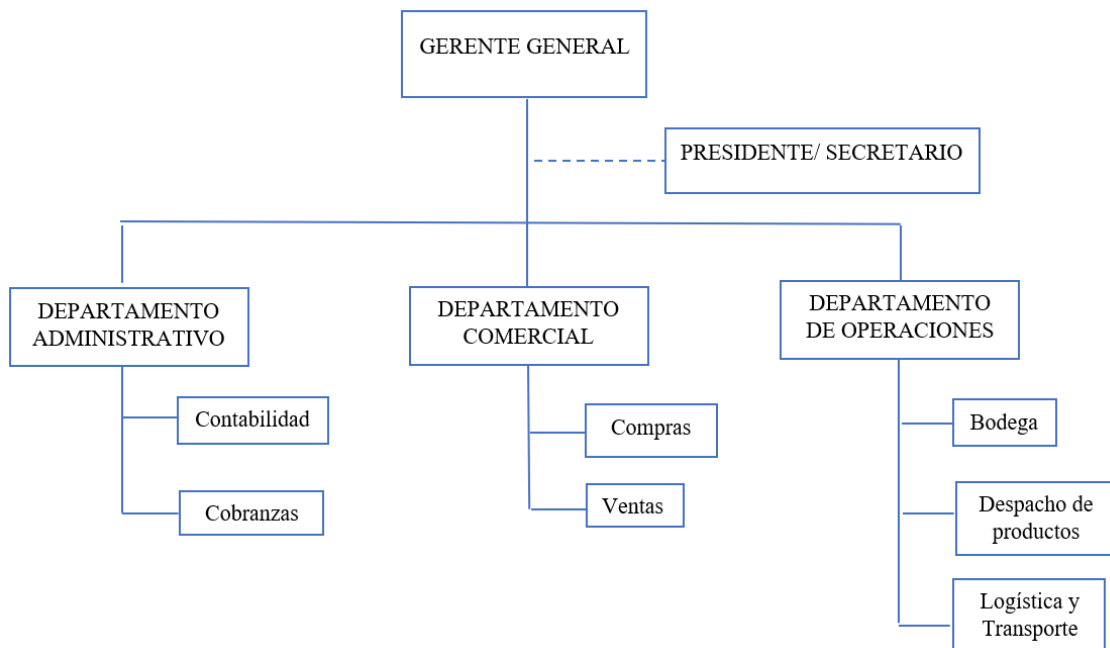 GERENTE GENERAL
PRESIDENTE/ SECRETARIO
DEPARTAMENTO
ADMINISTRATIVO
DEPARTAMENTO
COMERCIAL
DEPARTAMENTO
DE OPERACIONES
Contabilidad
Cobranzas
Compras
Ventas
Bodega
Despacho de
productos
Logística y
Transporte